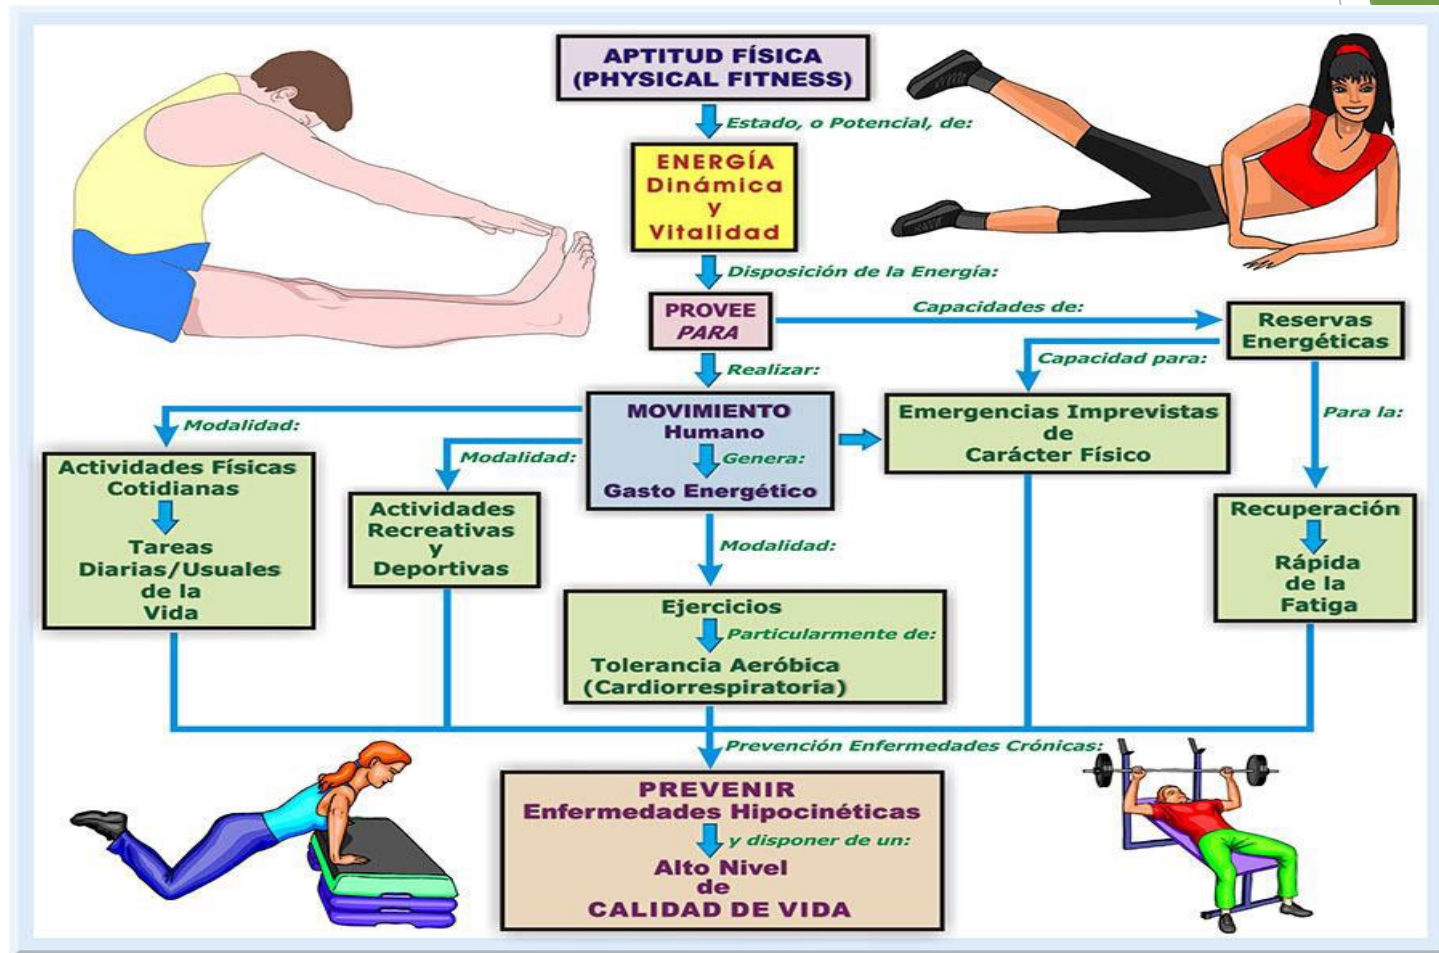 APTITUD FÍSICA
(PHYSICAL FITNESS)
Estado, o Potencial, de:
ENERGÍA
Dinámica
y
Vitalidad
Disposición de la Energía:
PROVEE
PARA
Capacidades de:
Reservas
Energéticas
Capacidad para:
Realizar:
MOVIMIENTO
Humano
Genera:
Gasto Energético
Emergencias Imprevistas
de
Carácter Físico
Para la:
Modalidad:
Actividades Físicas
Cotidianas
Tareas
Diarias/Usuales
de la
Vida
Modalidad:
Actividades
Recreativas
y
Deportivas
Modalidad:
Ejercicios
Particularmente de:
Tolerancia Aeróbica
(Cardiorrespiratoria)
Recuperación
Rápida
de la
Fatiga
Prevención Enfermedades Crónicas:
PREVENIR
Enfermedades Hipocinéticas
y disponer de un:
Alto Nivel
de
CALIDAD DE VIDA